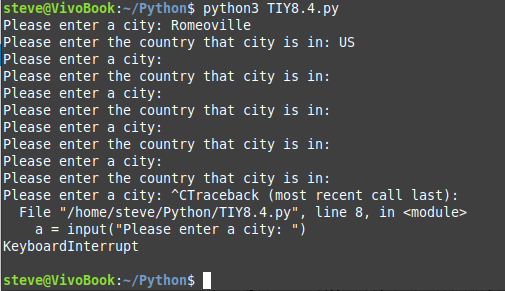 steve@VivoBook:~/Python$ python3 TIY8.4.py
Please enter a city: Romeoville
Please enter the country that city is in: US
Please enter a city:
Please enter the country that city is in:
Please enter a city:
Please enter the country that city is in:
Please enter a city:
Please enter the country that city is in:
Please enter a city:
Please enter the country that city is in:
Please enter a city: ^CTraceback (most recent call last):
  File "/home/steve/Python/TIY8.4.py", line 8, in <module>
    a = input("Please enter a city: ")
KeyboardInterrupt
steve@VivoBook:~/Python$